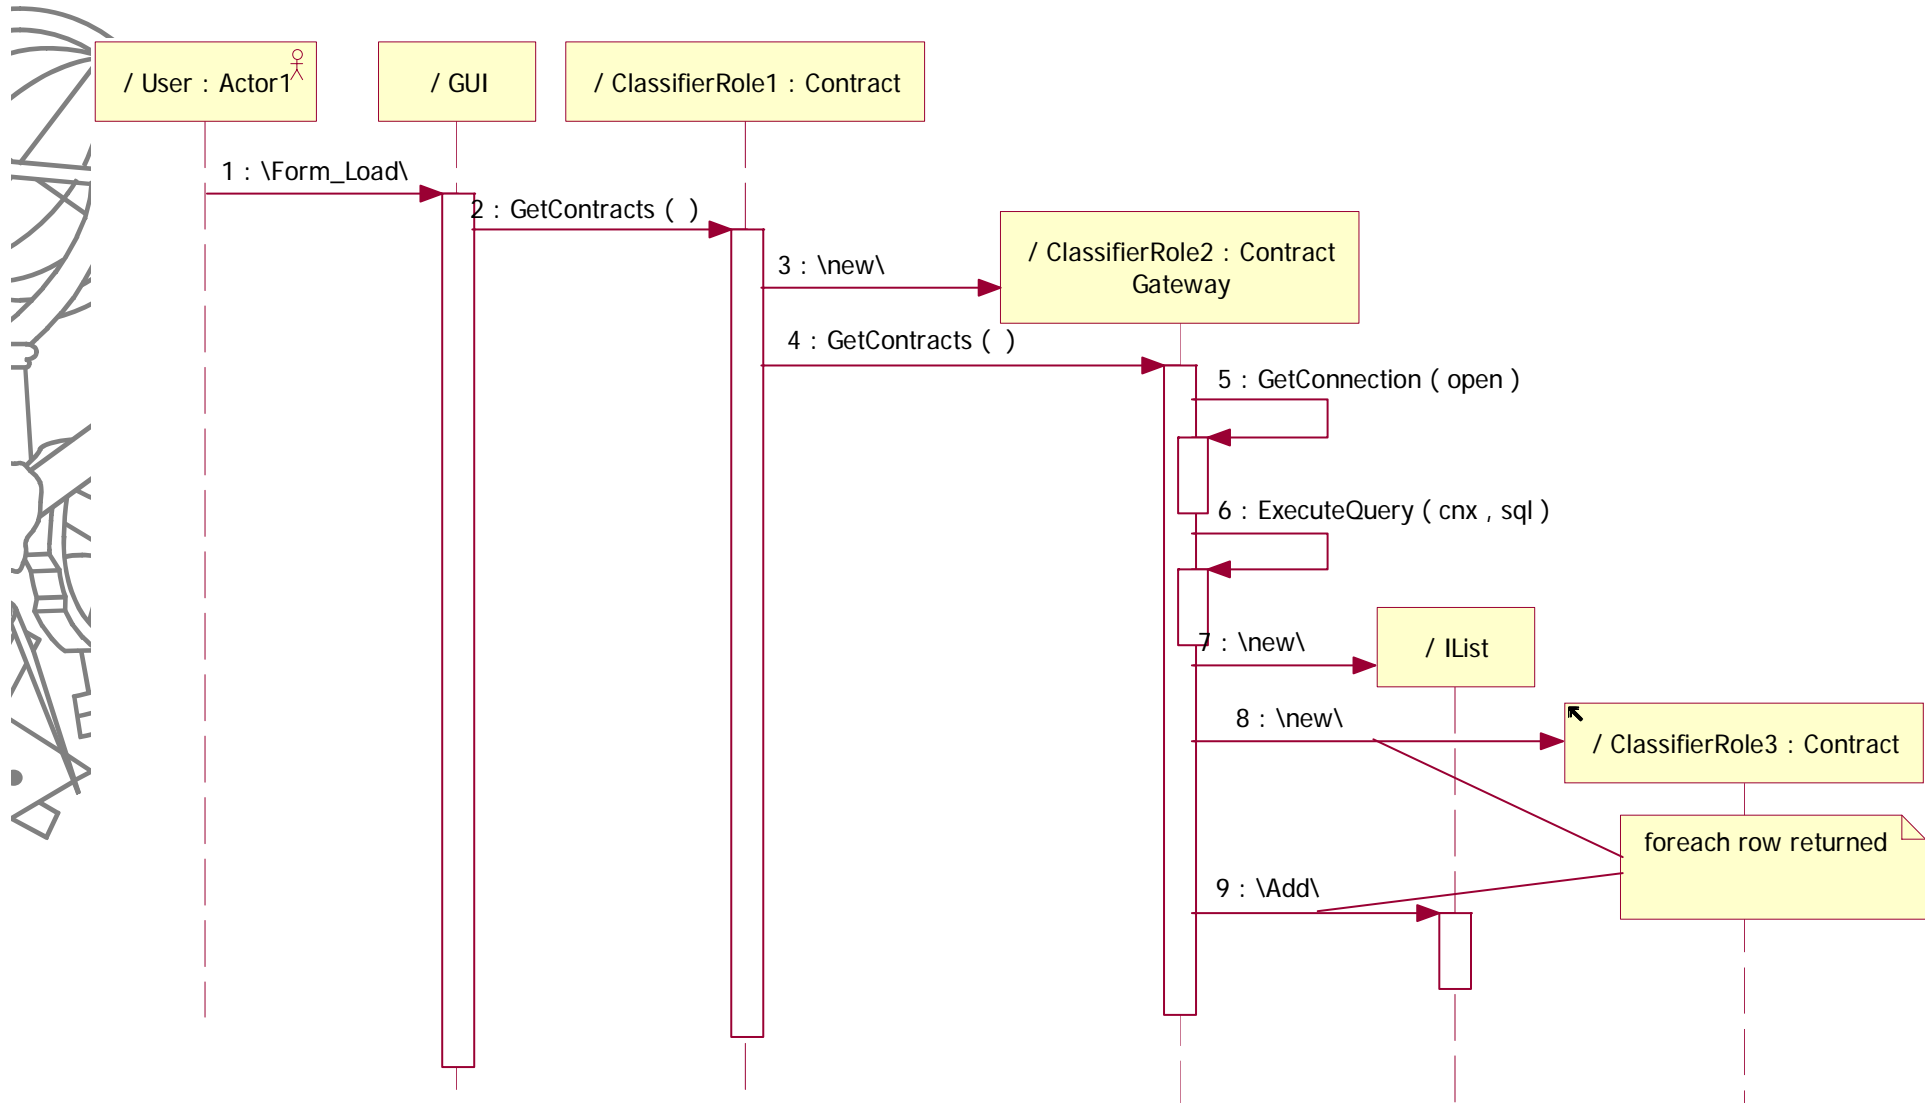 / User : Actor1
/ GUI
/ ClassifierRole1 : Contract
1 : \Form_Load\
2 : GetContracts ( )
3 : \new\
/ ClassifierRole2 : Contract
Gateway
4 : GetContracts ( )
5 : GetConnection ( open )
6 : ExecuteQuery ( cnx , sql )
7 : \new\
/ IList
8 : \new\
/ ClassifierRole3 : Contract
foreach row returned
9 : \Add\